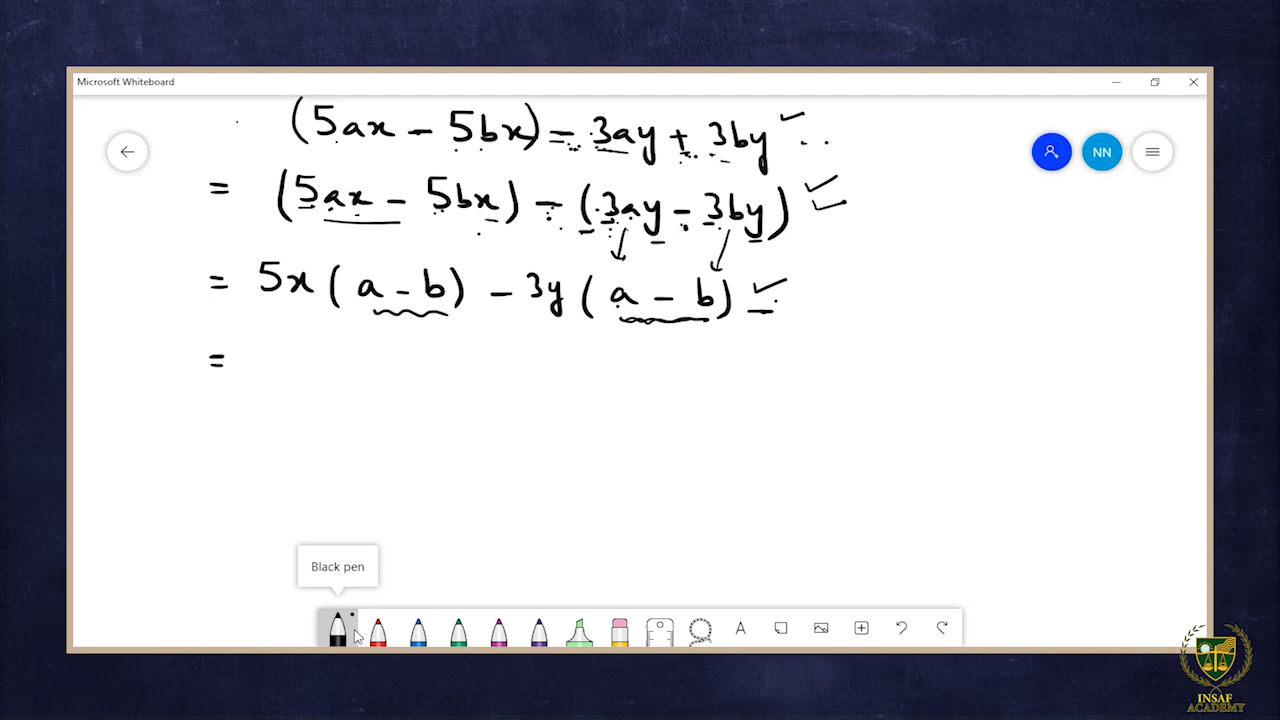 Microsoft Whiteboard
(5ax - 5bx) - 3ay + 3by
NN
= (5ax - 5bx) - (3ay - 3by)
= 5x (a - b) - 3y (a - b)
=
Black pen
A
INSAF
ACADEMY